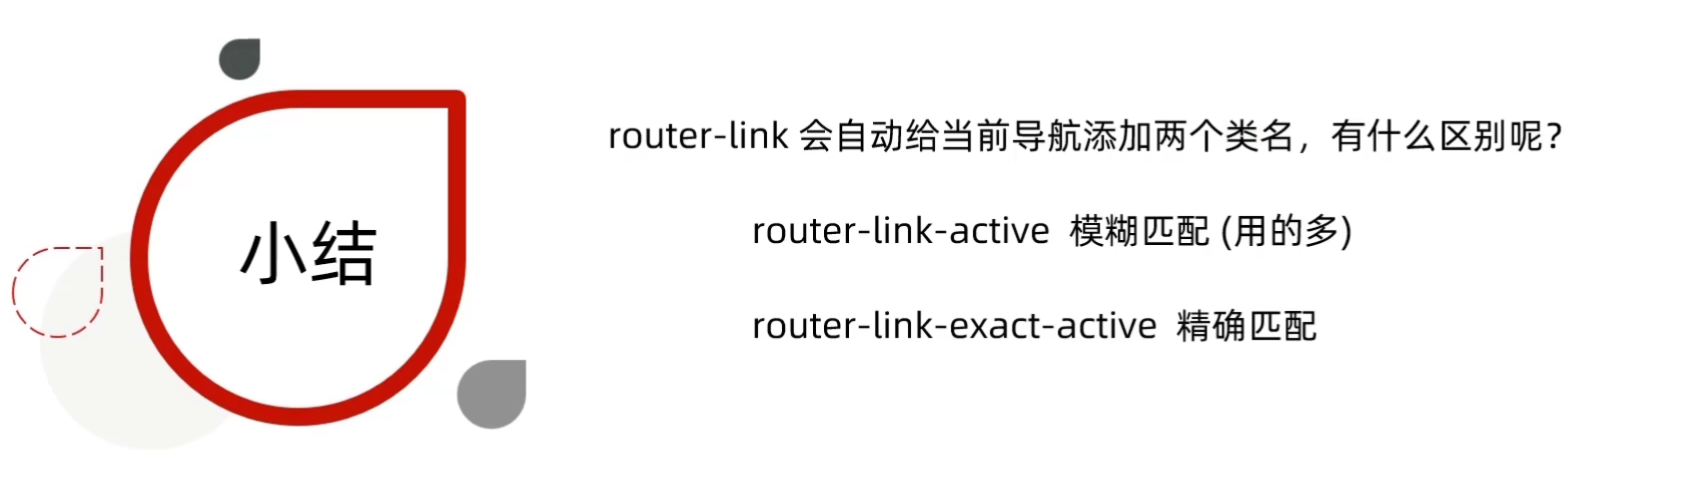 小结
router-link 会自动给当前导航添加两个类名，有什么区别呢？
router-link-active 模糊匹配 (用的多)
router-link-exact-active 精确匹配